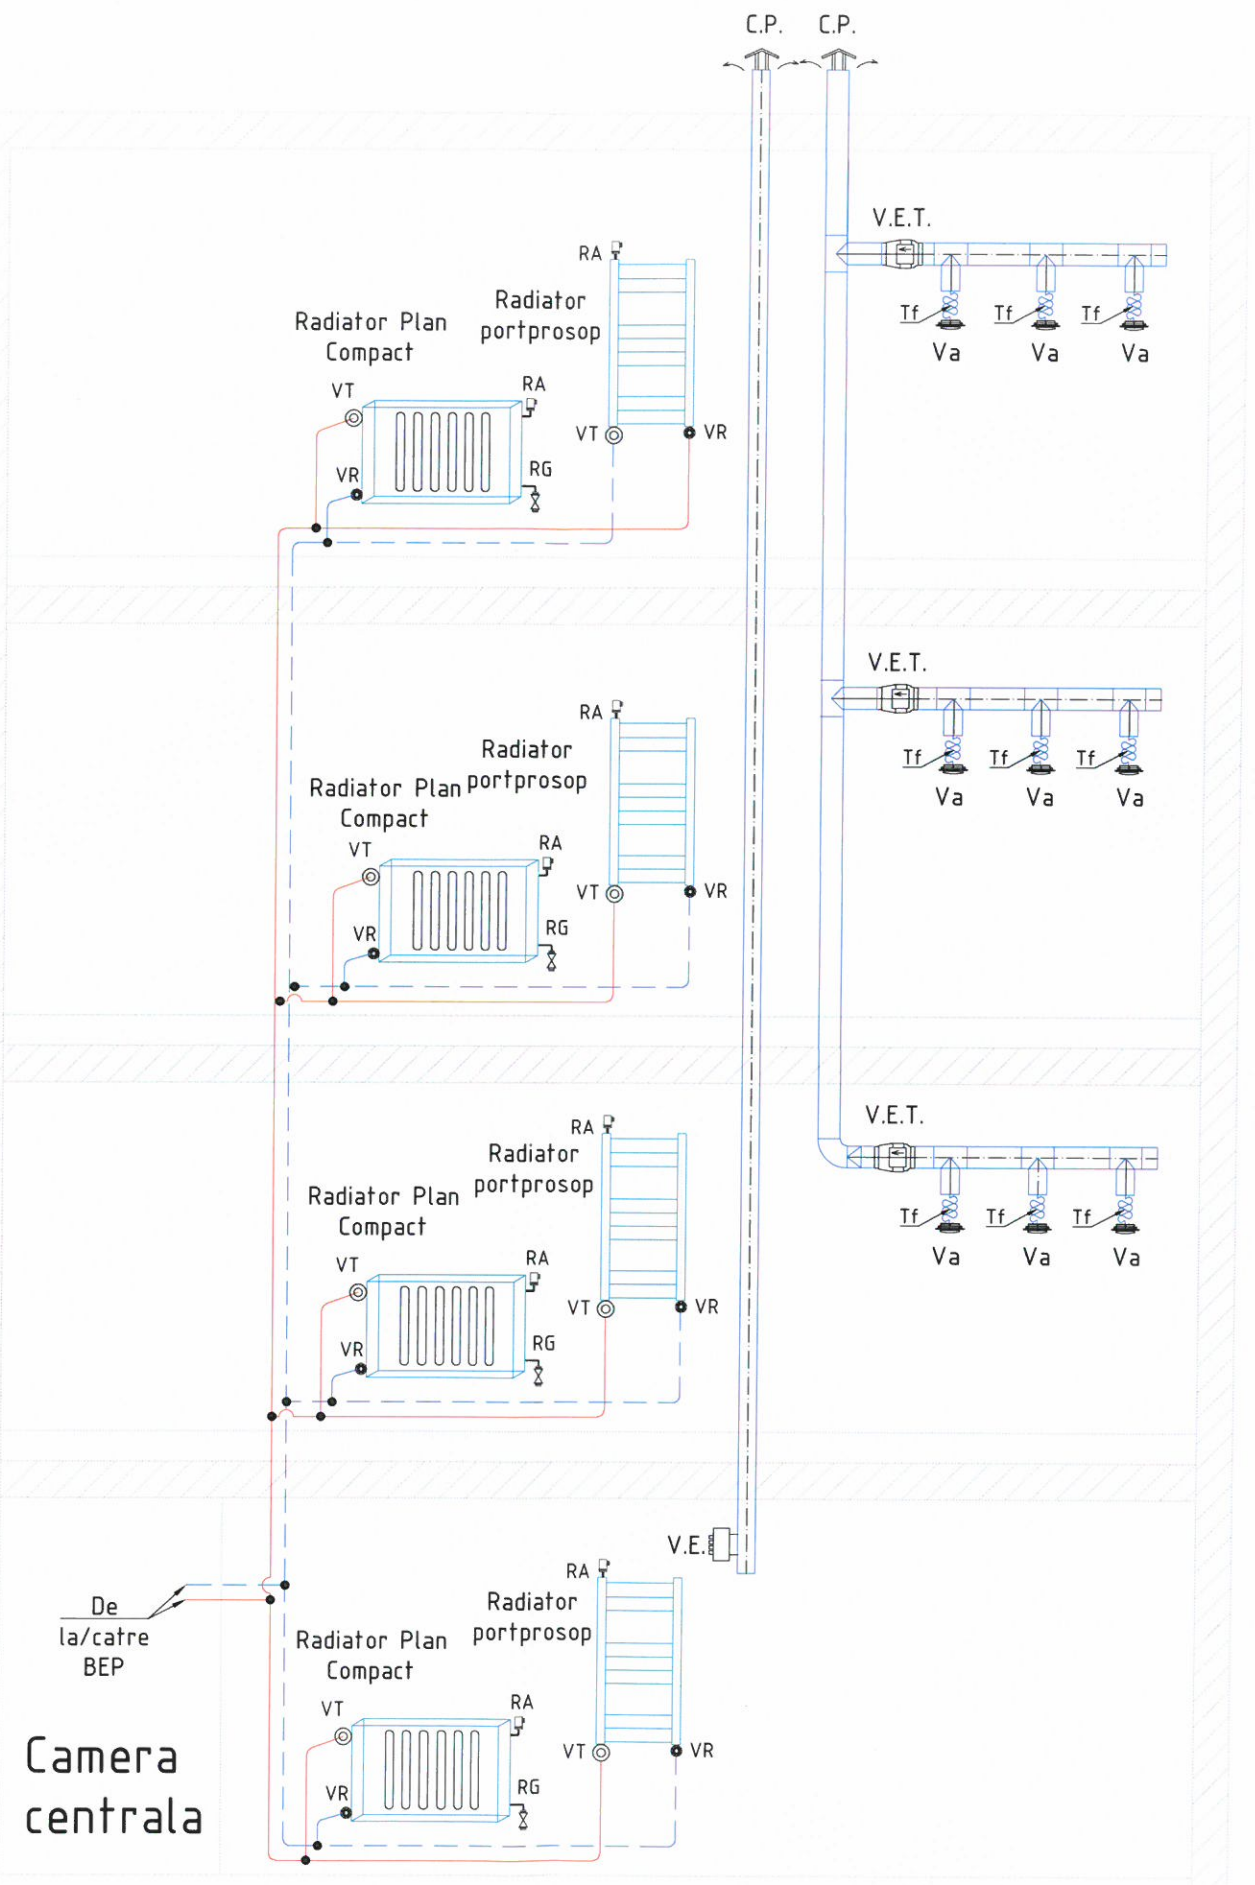 C.P.
C.P.
V.E.T.
RA
Radiator
portprosop
Radiator Plan
Compact
Tf
Tf
Tf
Va
Va
Va
VT
RA
VT
VR
VR
RG
V.E.T.
RA
Radiator
portprosop
Radiator Plan
Compact
Tf
Tf
Tf
Va
Va
Va
VT
RA
VT
VR
VR
RG
V.E.T.
RA
Radiator
portprosop
Radiator Plan
Compact
Tf
Tf
Tf
Va
Va
Va
VT
RA
VT
VR
VR
RG
V.E.
RA
Radiator
portprosop
De
la/catre
BEP
Radiator Plan
Compact
VT
RA
VT
VR
VR
RG
Camera
centrala